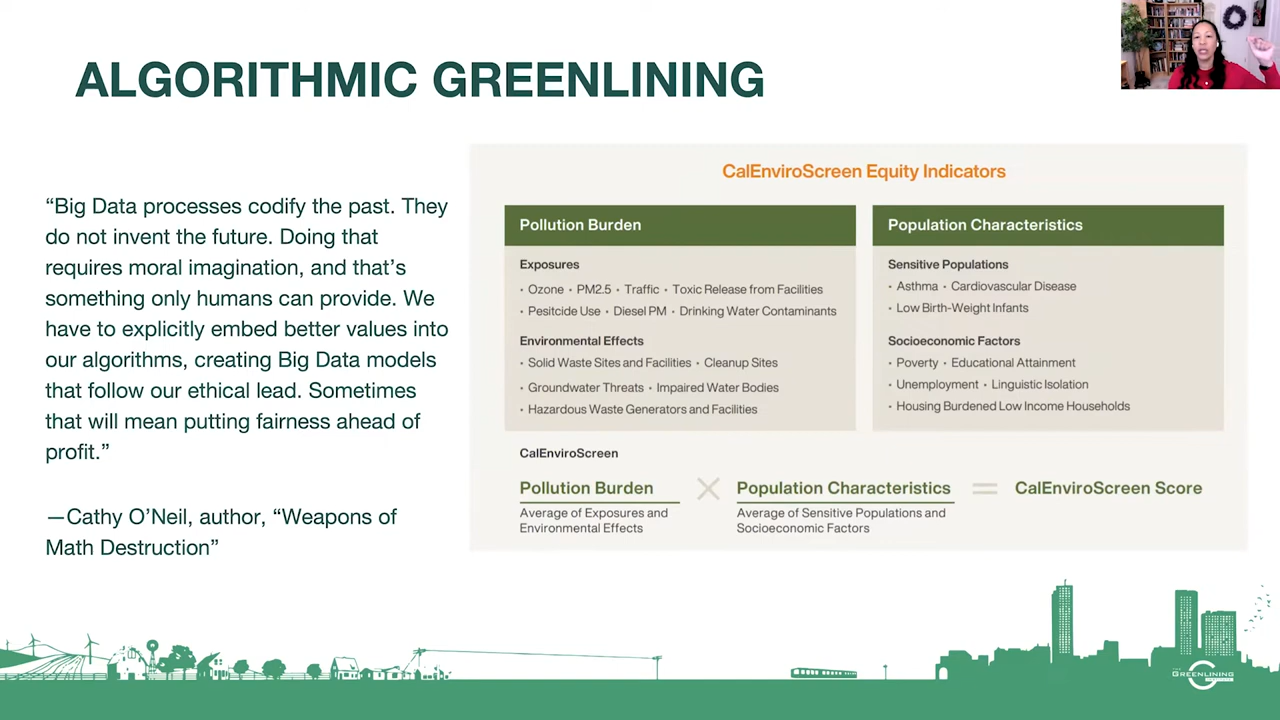 ALGORITHMIC GREENLINING
“Big Data processes codify the past. They
do not invent the future. Doing that
requires moral imagination, and that’s
something only humans can provide. We
have to explicitly embed better values into
our algorithms, creating Big Data models
that follow our ethical lead. Sometimes
that will mean putting fairness ahead of
profit.”
—Cathy O’Neil, author, “Weapons of
Math Destruction”
CalEnviroScreen Equity Indicators
Pollution Burden
Exposures
• Ozone • PM2.5 • Traffic • Toxic Release from Facilities
• Pesitcide Use • Diesel PM • Drinking Water Contaminants
Environmental Effects
• Solid Waste Sites and Facilities • Cleanup Sites
• Groundwater Threats • Impaired Water Bodies
• Hazardous Waste Generators and Facilities
Population Characteristics
Sensitive Populations
• Asthma • Cardiovascular Disease
• Low Birth-Weight Infants
Socioeconomic Factors
• Poverty • Educational Attainment
• Unemployment • Linguistic Isolation
• Housing Burdened Low Income Households
CalEnviroScreen
Pollution Burden × Population Characteristics = CalEnviroScreen Score
Average of Exposures and
Environmental Effects
Average of Sensitive Populations and
Socioeconomic Factors
THE
GREENLINING
INSTITUTE